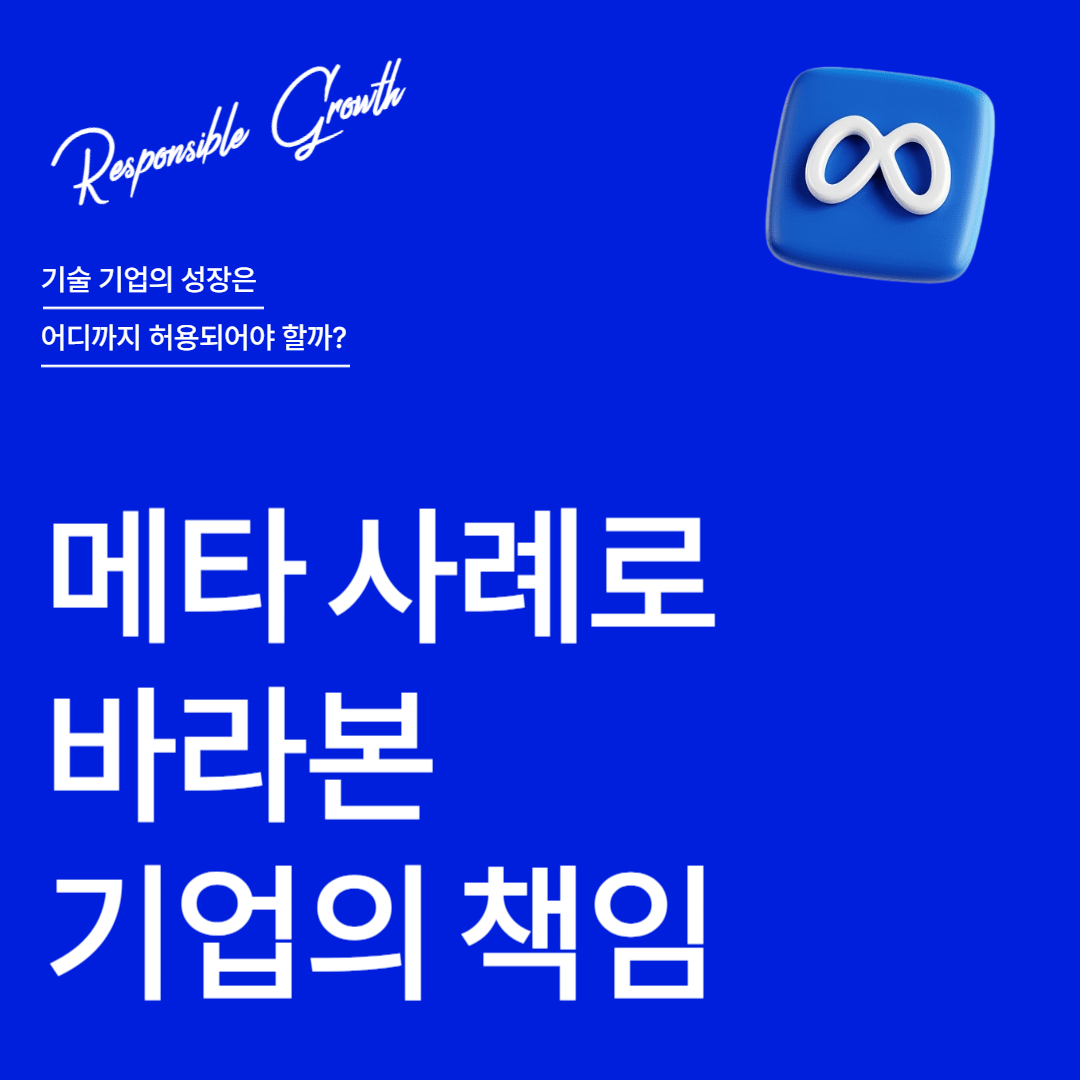 Responsible Growth
기술 기업의 성장은
어디까지 허용되어야 할까?
메타 사례로
바라본
기업의 책임